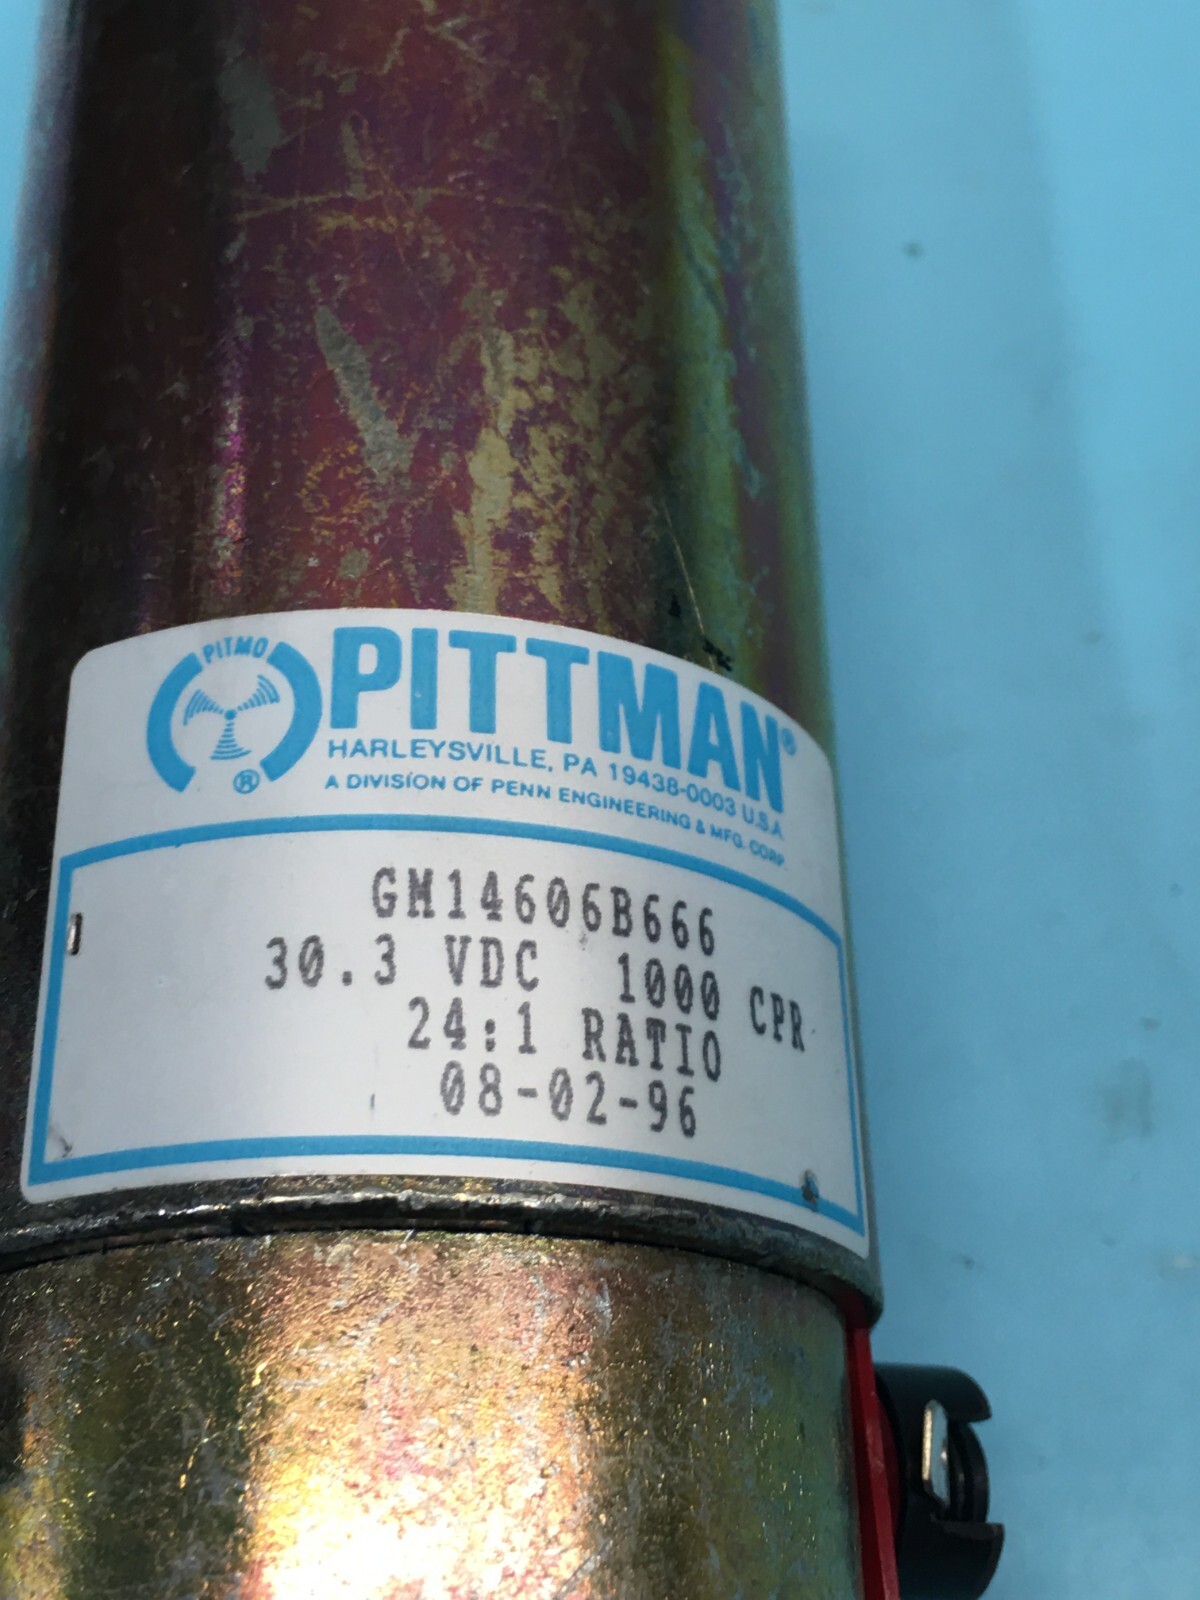 PITMO
®
PITTMAN®
HARLEYSVILLE, PA 19438-0003 U.S.A.
A DIVISION OF PENN ENGINEERING & MFG. CORP.
GM14606B666
30.3 VDC 1000 CPR
24:1 RATIO
08-02-96